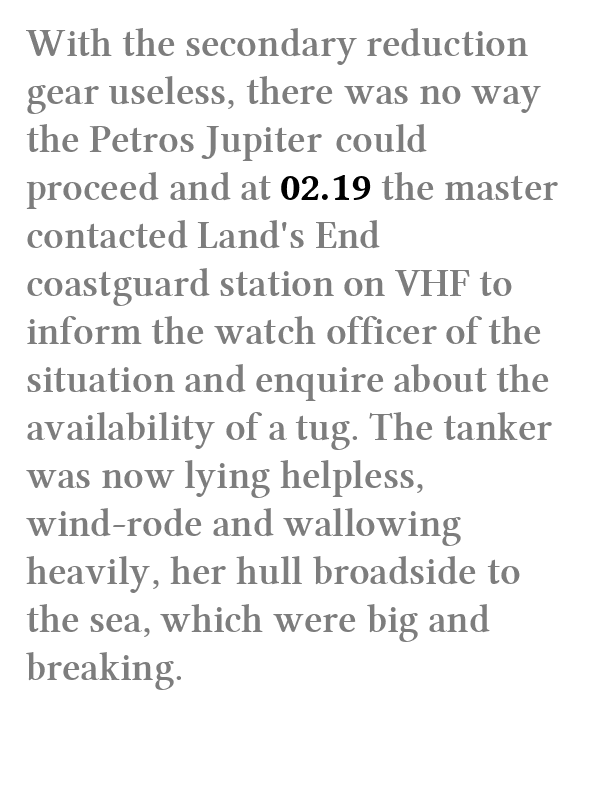 With the secondary reduction
gear useless, there was no way
the Petros Jupiter could
proceed and at 02.19 the master
contacted Land's End
coastguard station on VHF to
inform the watch officer of the
situation and enquire about the
availability of a tug. The tanker
was now lying helpless,
wind-rode and wallowing
heavily, her hull broadside to
the sea, which were big and
breaking.